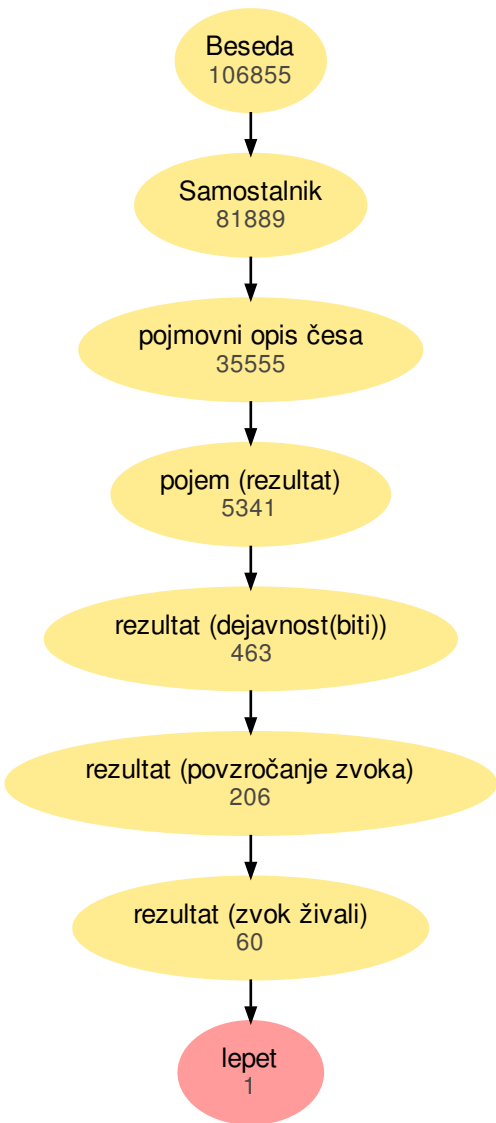 Beseda
106855
Samostalnik
81889
pojmovni opis česa
35555
pojem (rezultat)
5341
rezultat (dejavnost(biti))
463
rezultat (povzročanje zvoka)
206
rezultat (zvok živali)
60
lepet
1